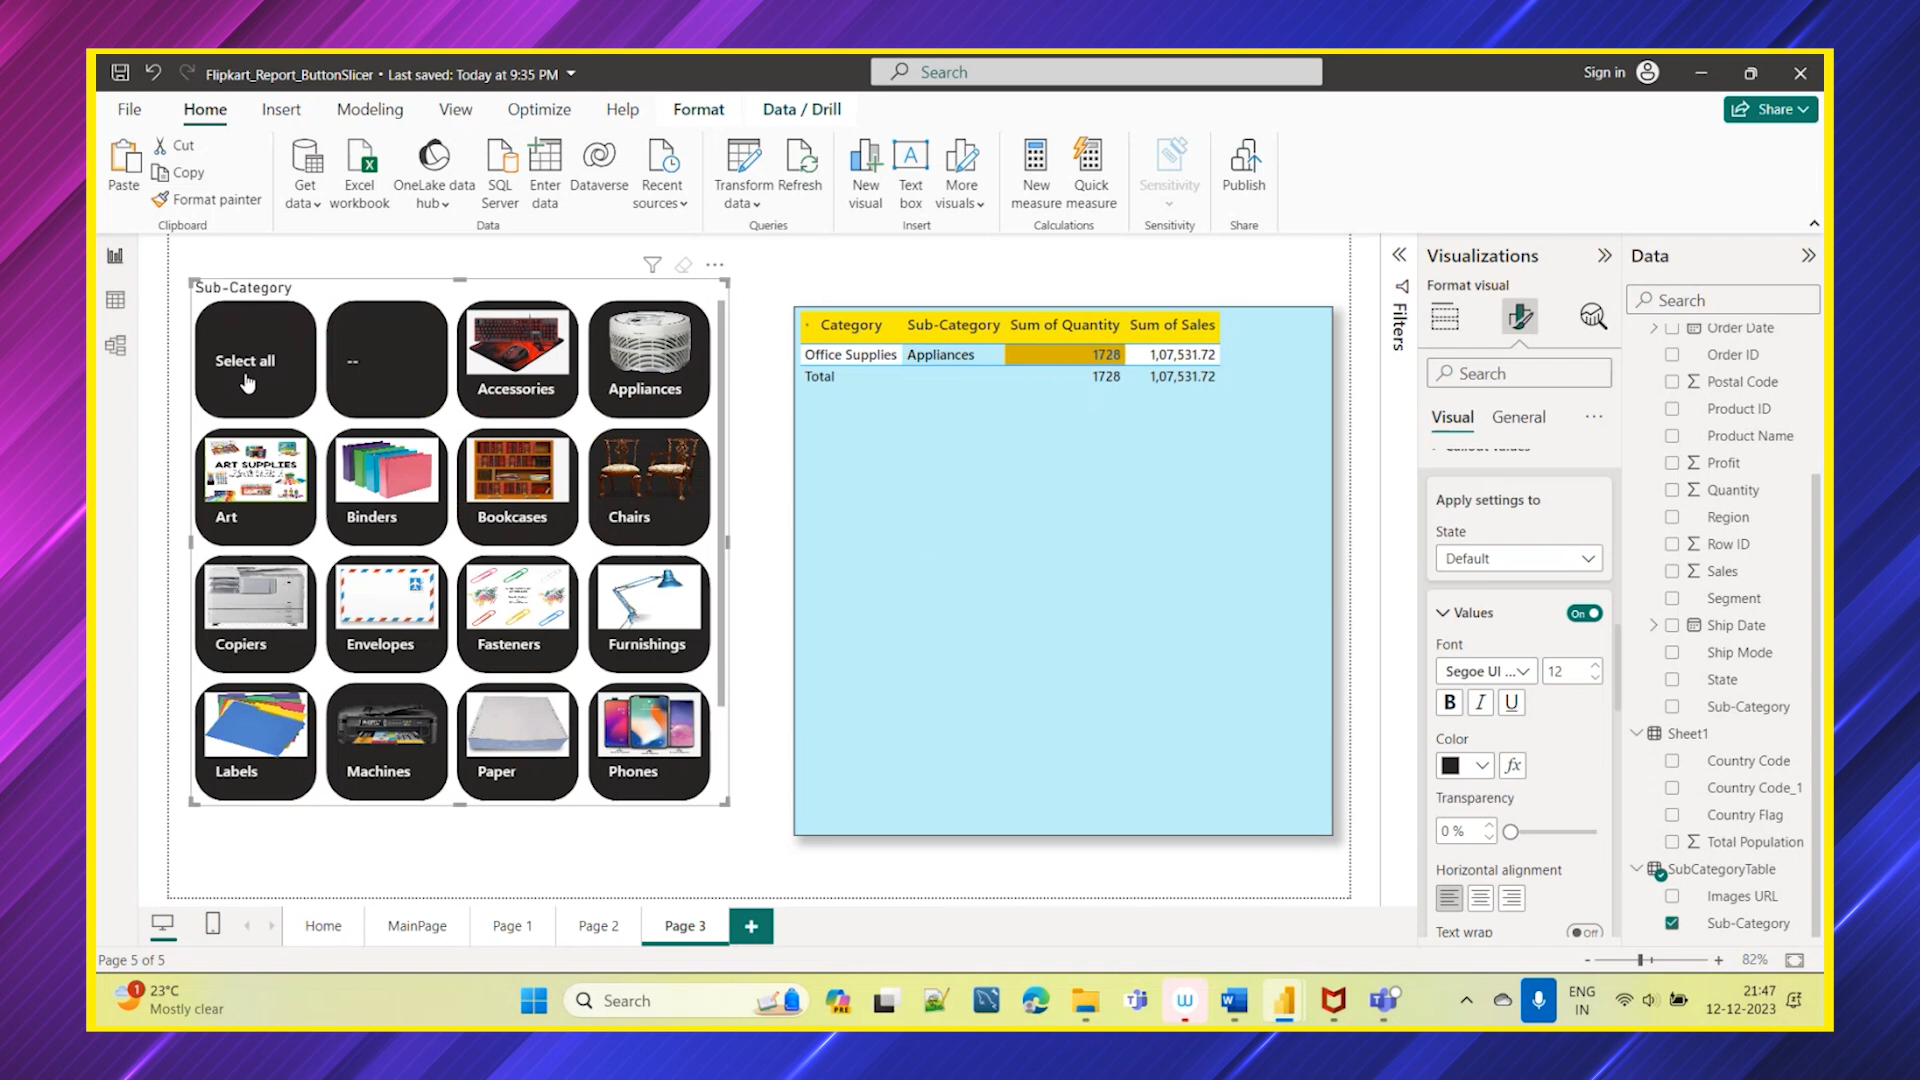 Flipkart_Report_ButtonSlicer • Last saved: Today at 9:35 PM
Search
Sign in
File
Home
Insert
Modeling
View
Optimize
Help
Format
Data / Drill
Share
Paste
Cut
Copy
Format painter
Clipboard
Get data
Excel workbook
OneLake data hub
SQL Server
Enter data
Dataverse
Recent sources
Data
Transform data
Refresh
Queries
New visual
Text box
More visuals
Insert
New measure
Quick measure
Calculations
Sensitivity
Sensitivity
Publish
Share
Sub-Category
Select all
--
Accessories
Appliances
ART SUPPLIES
Art
Binders
Bookcases
Chairs
Copiers
Envelopes
Fasteners
Furnishings
Labels
Machines
Paper
Phones
Category Sub-Category Sum of Quantity Sum of Sales
Office Supplies Appliances 1728 1,07,531.72
Total 1728 1,07,531.72
Filters
Visualizations
Format visual
Search
Visual
General
Callout values
Apply settings to
State
Default
Values
On
Font
Segoe UI ...
12
B I U
Color
fx
Transparency
0 %
Horizontal alignment
Text wrap
Off
Data
Search
Order Date
Order ID
Postal Code
Product ID
Product Name
Profit
Quantity
Region
Row ID
Sales
Segment
Ship Date
Ship Mode
State
Sub-Category
Sheet1
Country Code
Country Code_1
Country Flag
Total Population
SubCategoryTable
Images URL
Sub-Category
Home
MainPage
Page 1
Page 2
Page 3
Page 5 of 5
82%
1
23°C
Mostly clear
Search
PRE
ENG
IN
21:47
12-12-2023